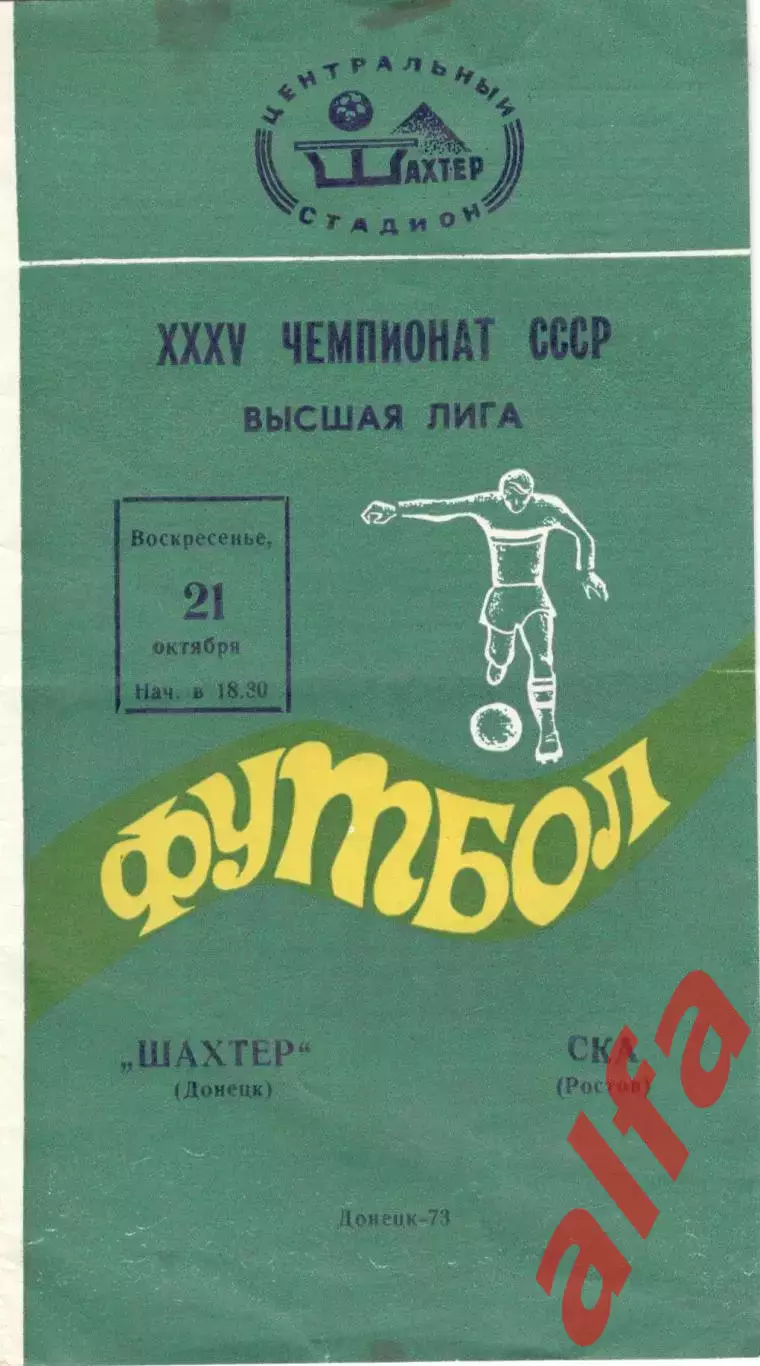 ЦЕНТРАЛЬНЫЙ
ШАХТЕР
СТАДИОН
XXXV ЧЕМПИОНАТ СССР
ВЫСШАЯ ЛИГА
Воскресенье,
21
октября
Нач. в 18.30
ФУТБОЛ
„ШАХТЕР“
(Донецк)
СКА
(Ростов)
Донецк-73
alfa